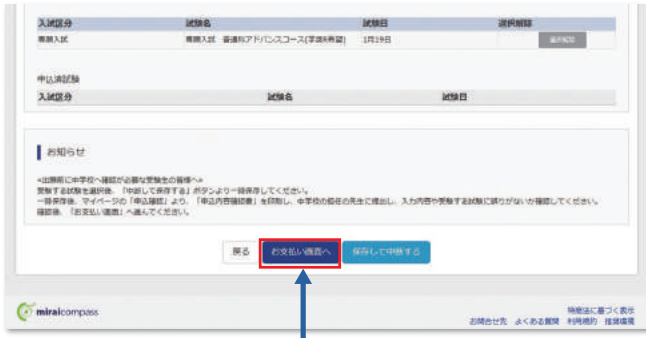 入試区分 試験名 試験日 選択解除
専願入試 専願入試 普通科アドバンスコース(学園R希望) 1月19日 選択解除
申込済試験
入試区分 試験名 試験日
お知らせ
<出願前に中学校へ確認が必要な受験生の皆様へ>
受験する試験を選択後、「中断して保存する」ボタンより一時保存してください。
一時保存後、マイページの「申込確認」より、「申込内容確認書」を印刷し、中学校の担任の先生に提出し、入力内容や受験する試験に誤りがないか確認してください。
確認後、「お支払い画面」へ進んでください。
戻る お支払い画面へ 保存して中断する
miraicompass
特商法に基づく表示
お問合せ先 よくある質問 利用規約 推奨環境